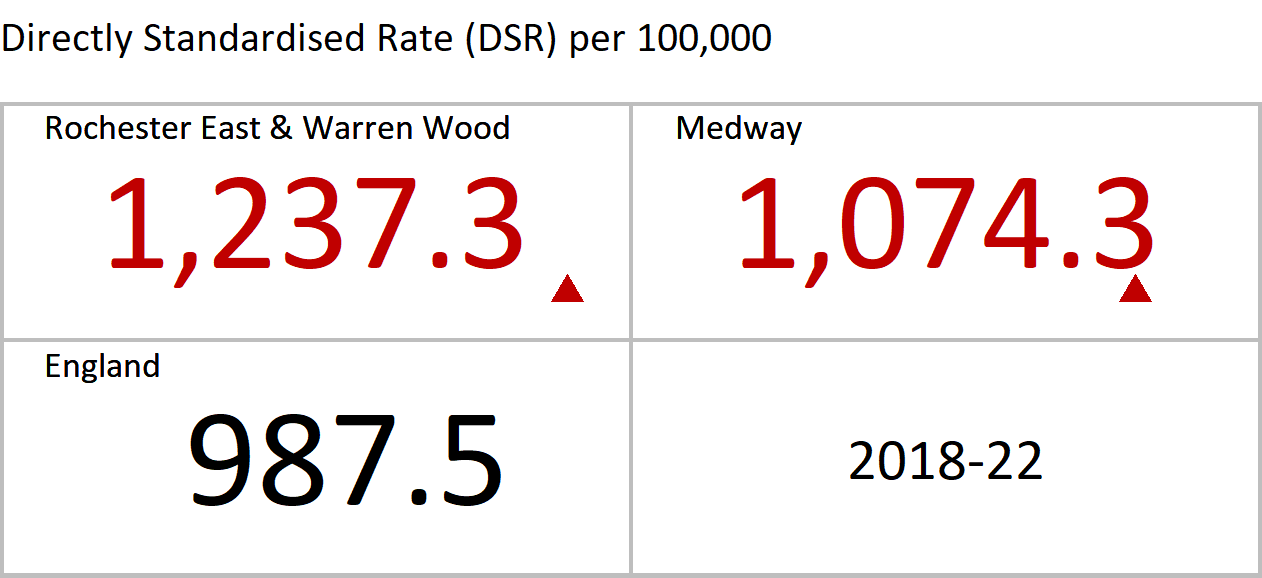 Directly Standardised Rate (DSR) per 100,000
Rochester East & Warren Wood
1,237.3
Medway
1,074.3
England
987.5
2018-22